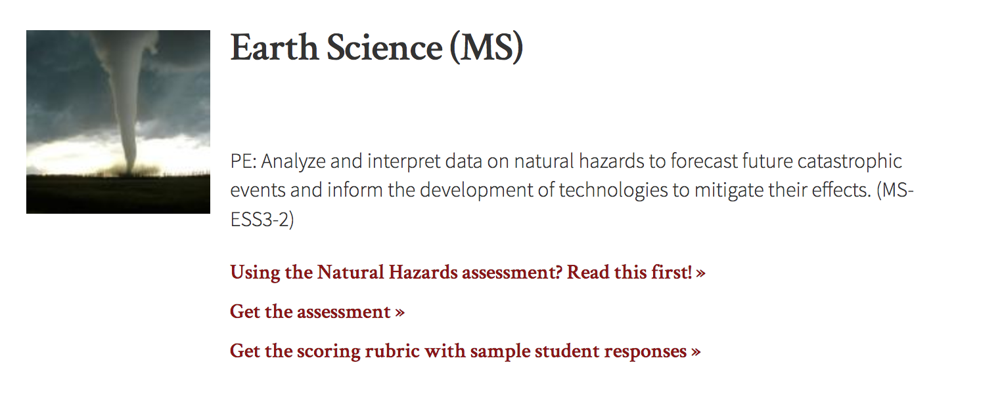 Earth Science (MS)
PE: Analyze and interpret data on natural hazards to forecast future catastrophic
events and inform the development of technologies to mitigate their effects. (MS-
ESS3-2)
Using the Natural Hazards assessment? Read this first! »
Get the assessment »
Get the scoring rubric with sample student responses »